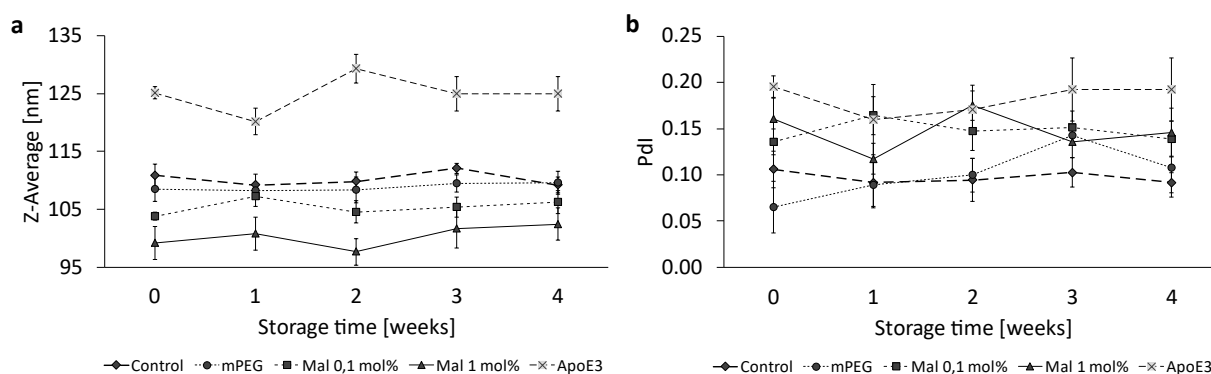 a
Z-Average [nm]
135
125
115
105
95
0 1 2 3 4
Storage time [weeks]
Control mPEG Mal 0,1 mol% Mal 1 mol% ApoE3
b
PdI
0.25
0.20
0.15
0.10
0.05
0.00
0 1 2 3 4
Storage time [weeks]
Control mPEG Mal 0,1 mol% Mal 1 mol% ApoE3